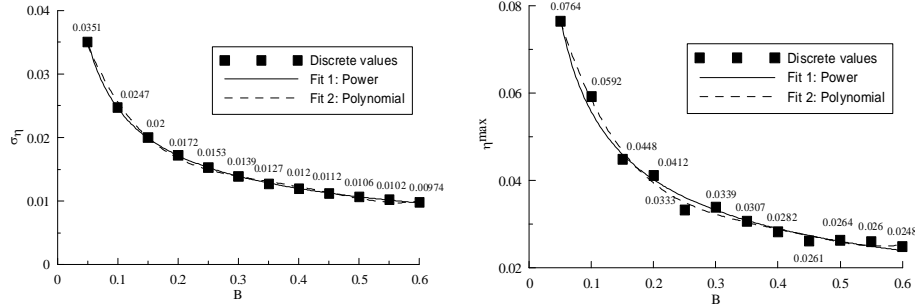 0.04
0.03
0.02
0.01
0
σ_η
0.0351
0.0247
0.02
0.0172
0.0153
0.0139
0.0127
0.012
0.0112
0.0106
0.0102
0.00974
Discrete values
Fit 1: Power
Fit 2: Polynomial
0 0.1 0.2 0.3 0.4 0.5 0.6
B
0.08
0.06
0.04
0.02
η^max
0.0764
0.0592
0.0448
0.0412
0.0333
0.0339
0.0307
0.0282
0.0261
0.0264
0.026
0.0248
Discrete values
Fit 1: Power
Fit 2: Polynomial
0 0.1 0.2 0.3 0.4 0.5 0.6
B